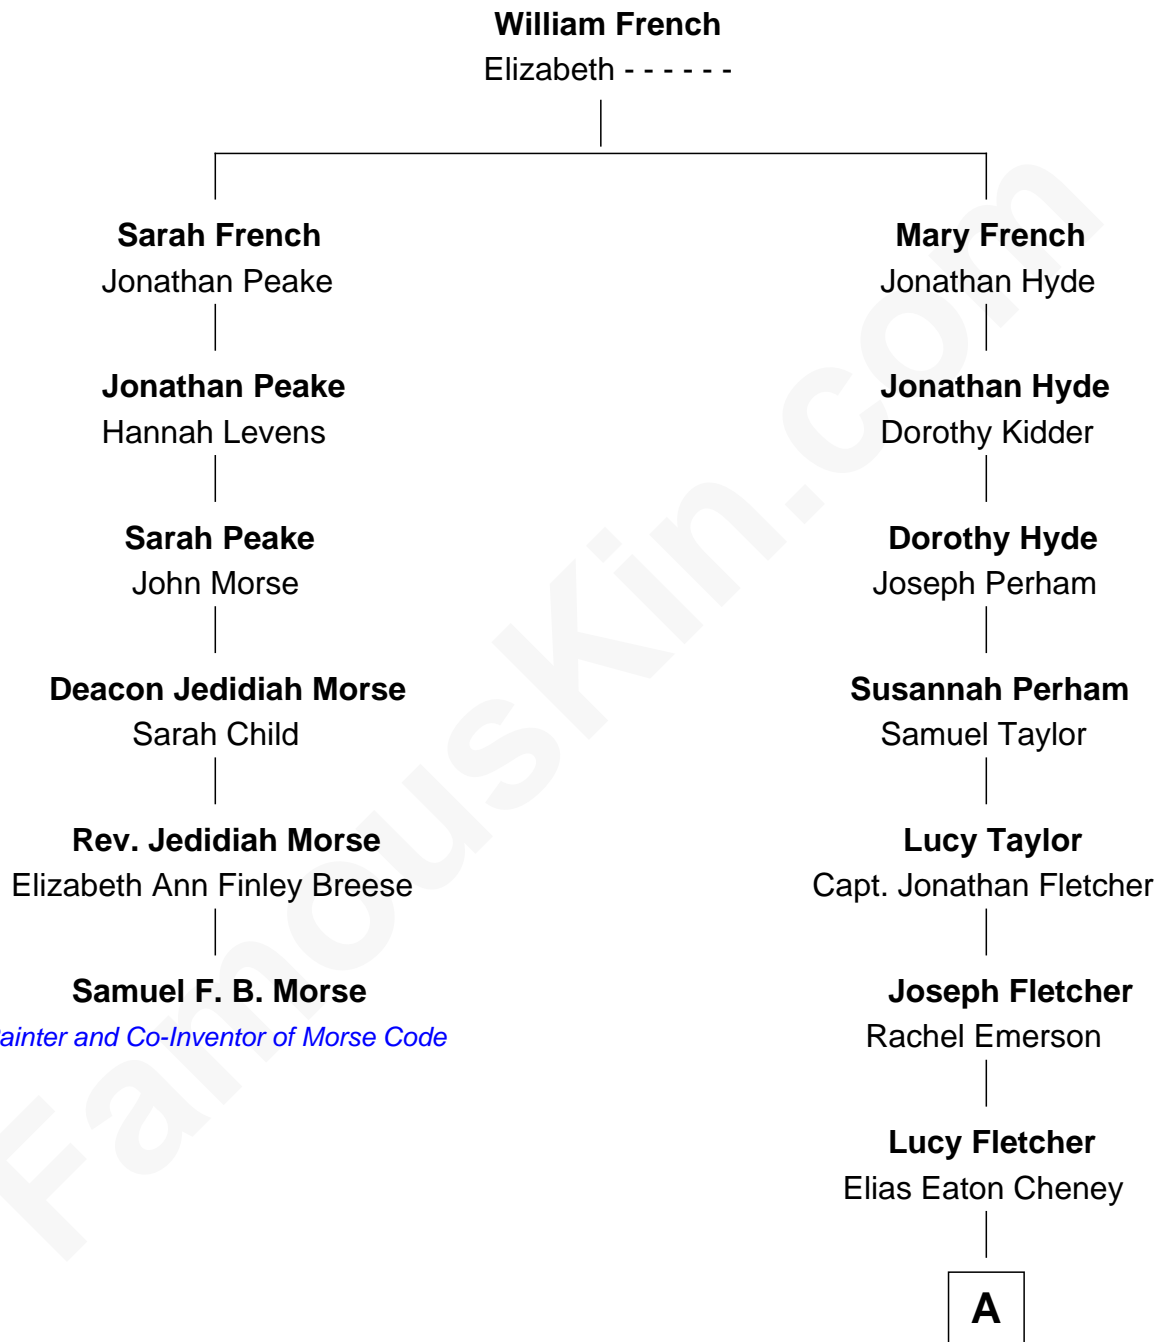 William French
Elizabeth - - - - - -
Sarah French
Jonathan Peake
Mary French
Jonathan Hyde
Jonathan Peake
Hannah Levens
Jonathan Hyde
Dorothy Kidder
Sarah Peake
John Morse
Dorothy Hyde
Joseph Perham
Deacon Jedidiah Morse
Sarah Child
Susannah Perham
Samuel Taylor
Rev. Jedidiah Morse
Elizabeth Ann Finley Breese
Lucy Taylor
Capt. Jonathan Fletcher
Samuel F. B. Morse
ainter and Co-Inventor of Morse Code
Joseph Fletcher
Rachel Emerson
Lucy Fletcher
Elias Eaton Cheney
A
FamousKin.com